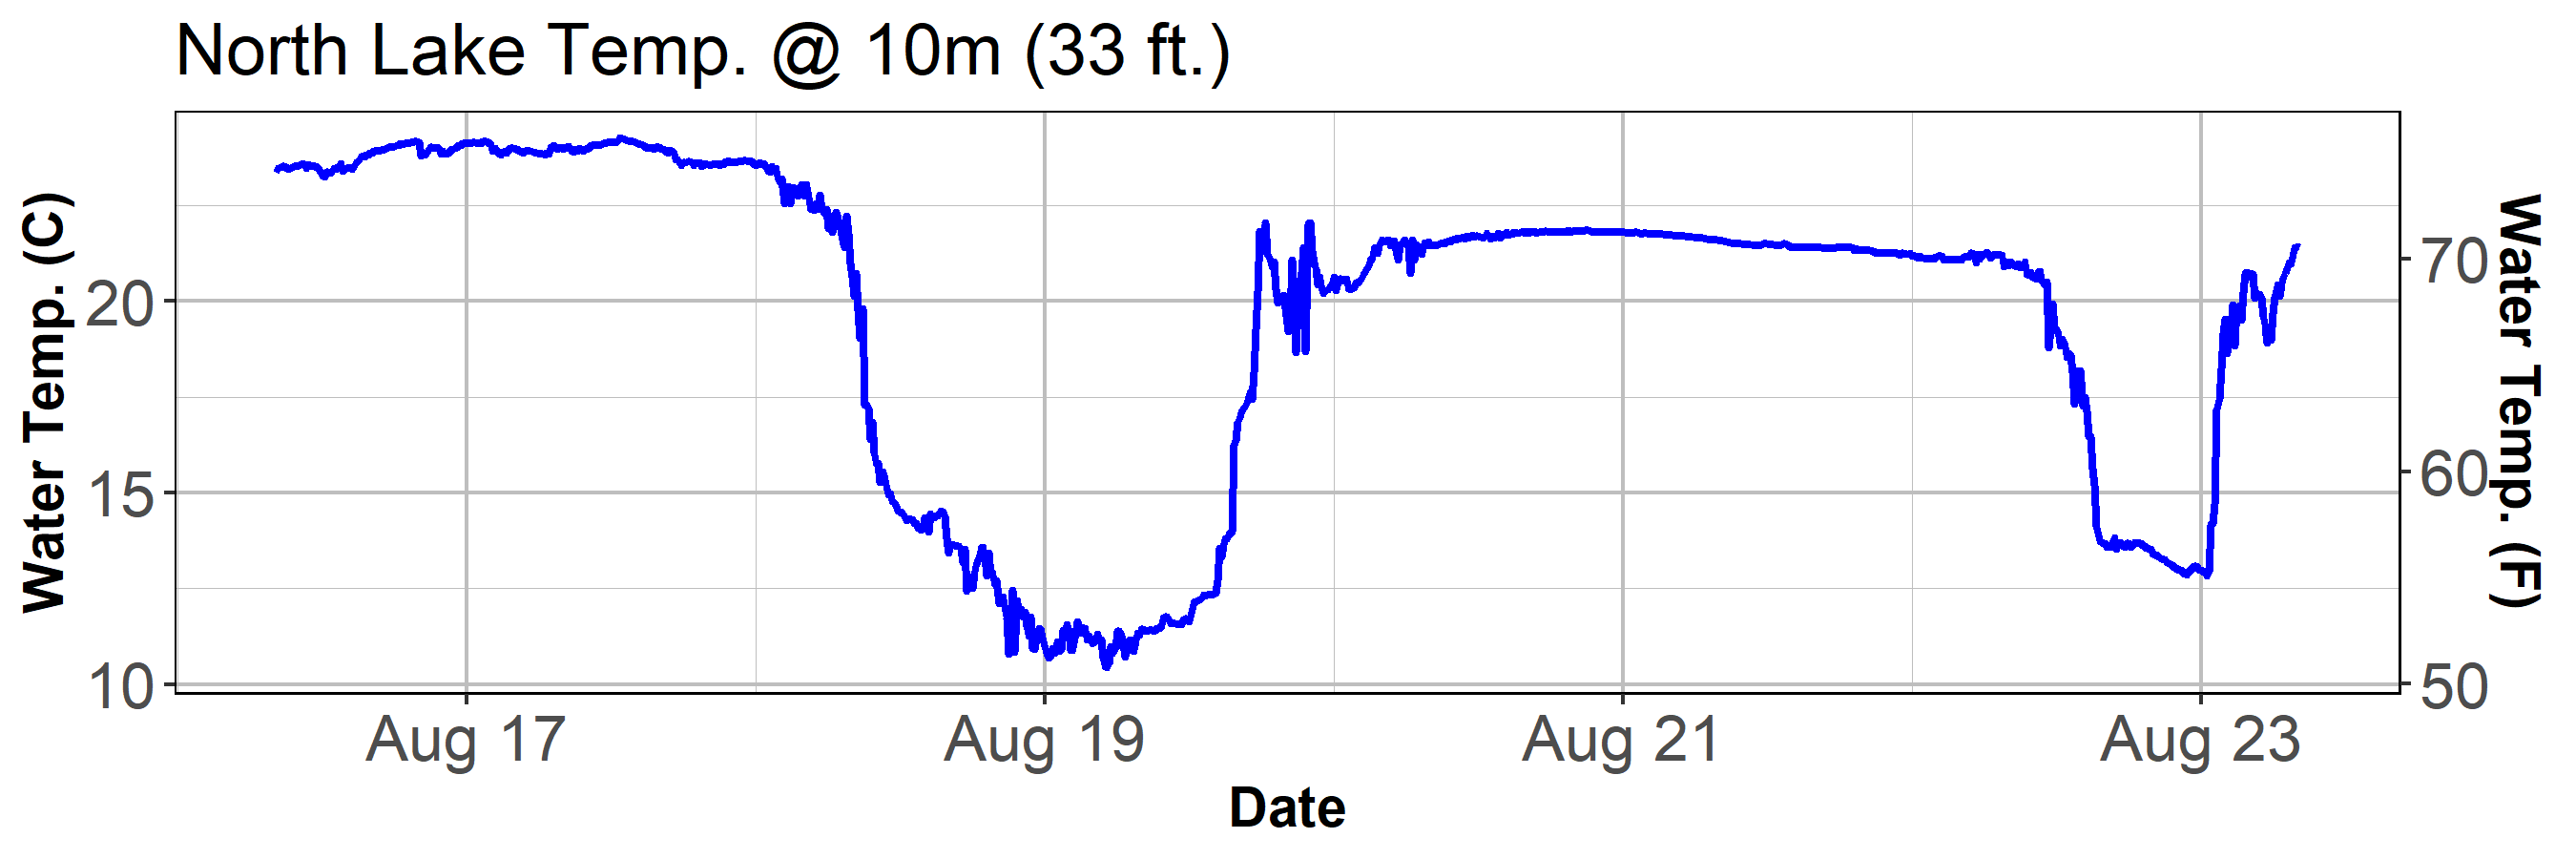 North Lake Temp. @ 10m (33 ft.)
Water Temp. (C)
20
15
10
70
60
50
Water Temp. (F)
Aug 17
Aug 19
Aug 21
Aug 23
Date